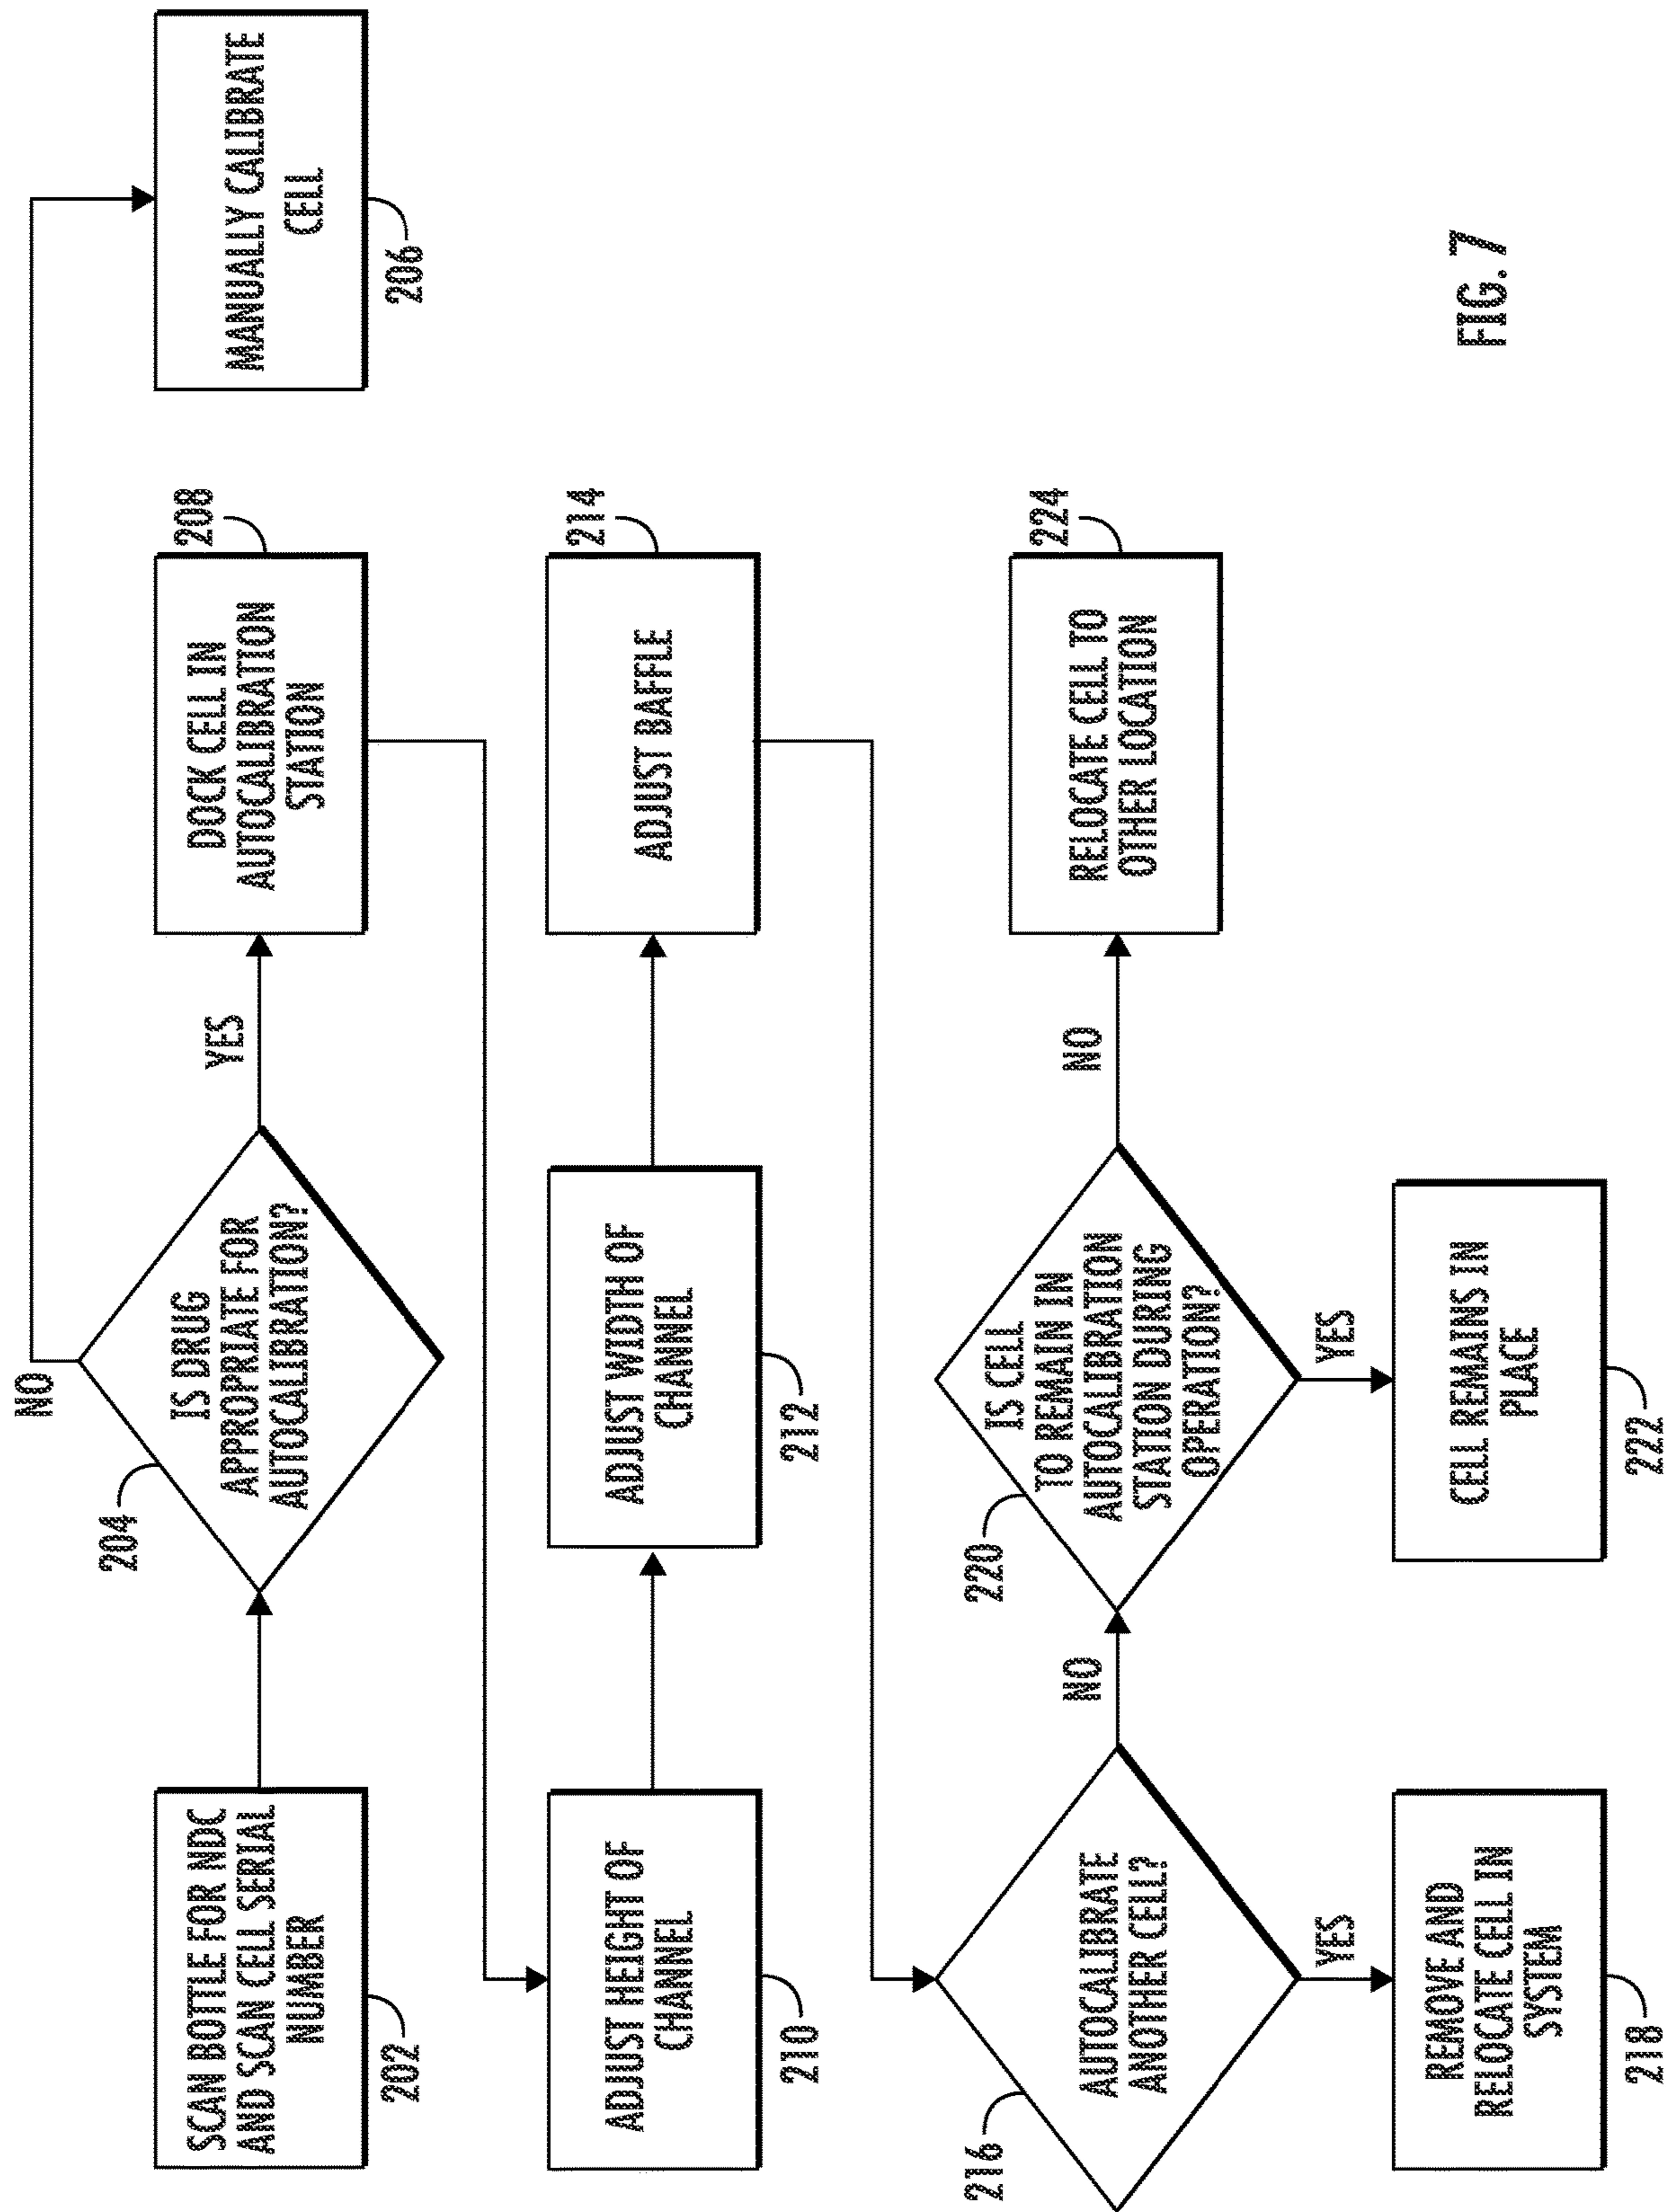 SCAN BOTTLE FOR NDC
AND SCAN CELL SERIAL
NUMBER
202
204
IS DRUG
APPROPRIATE FOR
AUTOCALIBRATION?
NO
YES
DOCK CELL IN
AUTOCALIBRATION
STATION
208
MANUALLY CALIBRATE
CELL
206
ADJUST HEIGHT OF
CHANNEL
210
ADJUST WIDTH OF
CHANNEL
212
ADJUST BAFFLE
214
216
AUTOCALIBRATE
ANOTHER CELL?
NO
YES
220
IS CELL
TO REMAIN IN
AUTOCALIBRATION
STATION DURING
OPERATION?
NO
YES
RELOCATE CELL TO
OTHER LOCATION
224
REMOVE AND
RELOCATE CELL IN
SYSTEM
218
CELL REMAINS IN
PLACE
222
FIG. 7